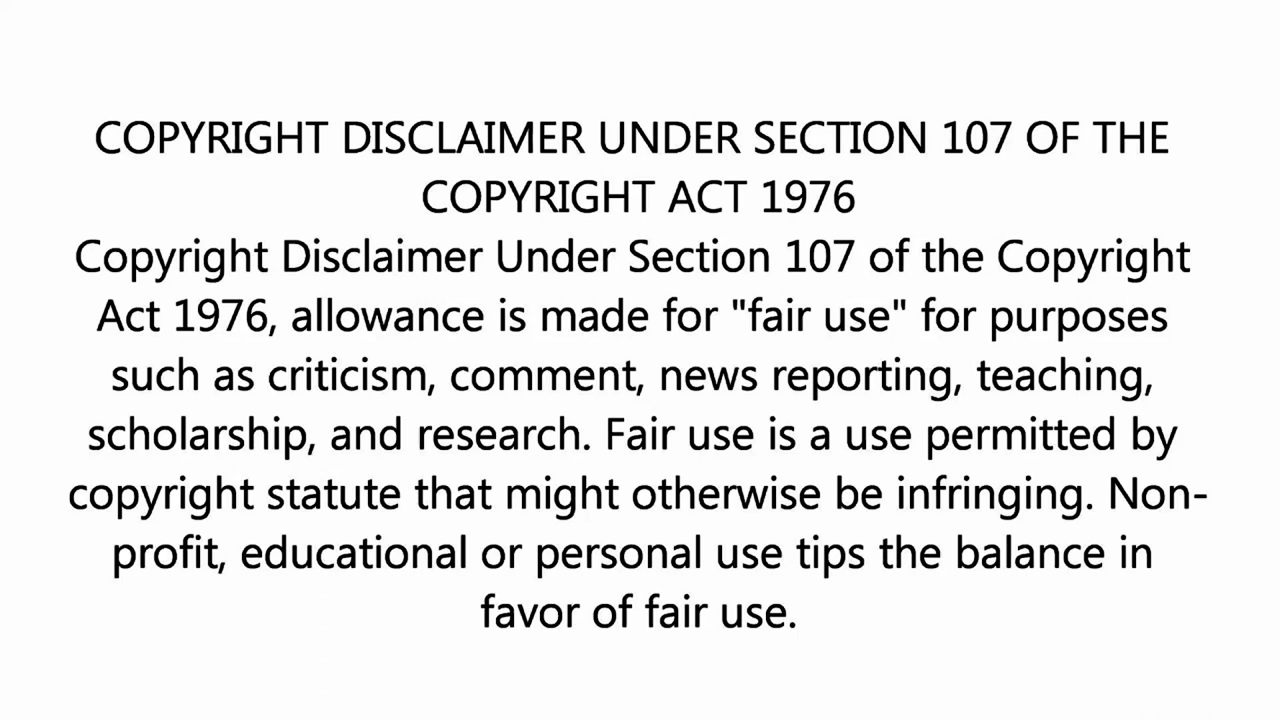 COPYRIGHT DISCLAIMER UNDER SECTION 107 OF THE
COPYRIGHT ACT 1976
Copyright Disclaimer Under Section 107 of the Copyright
Act 1976, allowance is made for "fair use" for purposes
such as criticism, comment, news reporting, teaching,
scholarship, and research. Fair use is a use permitted by
copyright statute that might otherwise be infringing. Non-
profit, educational or personal use tips the balance in
favor of fair use.